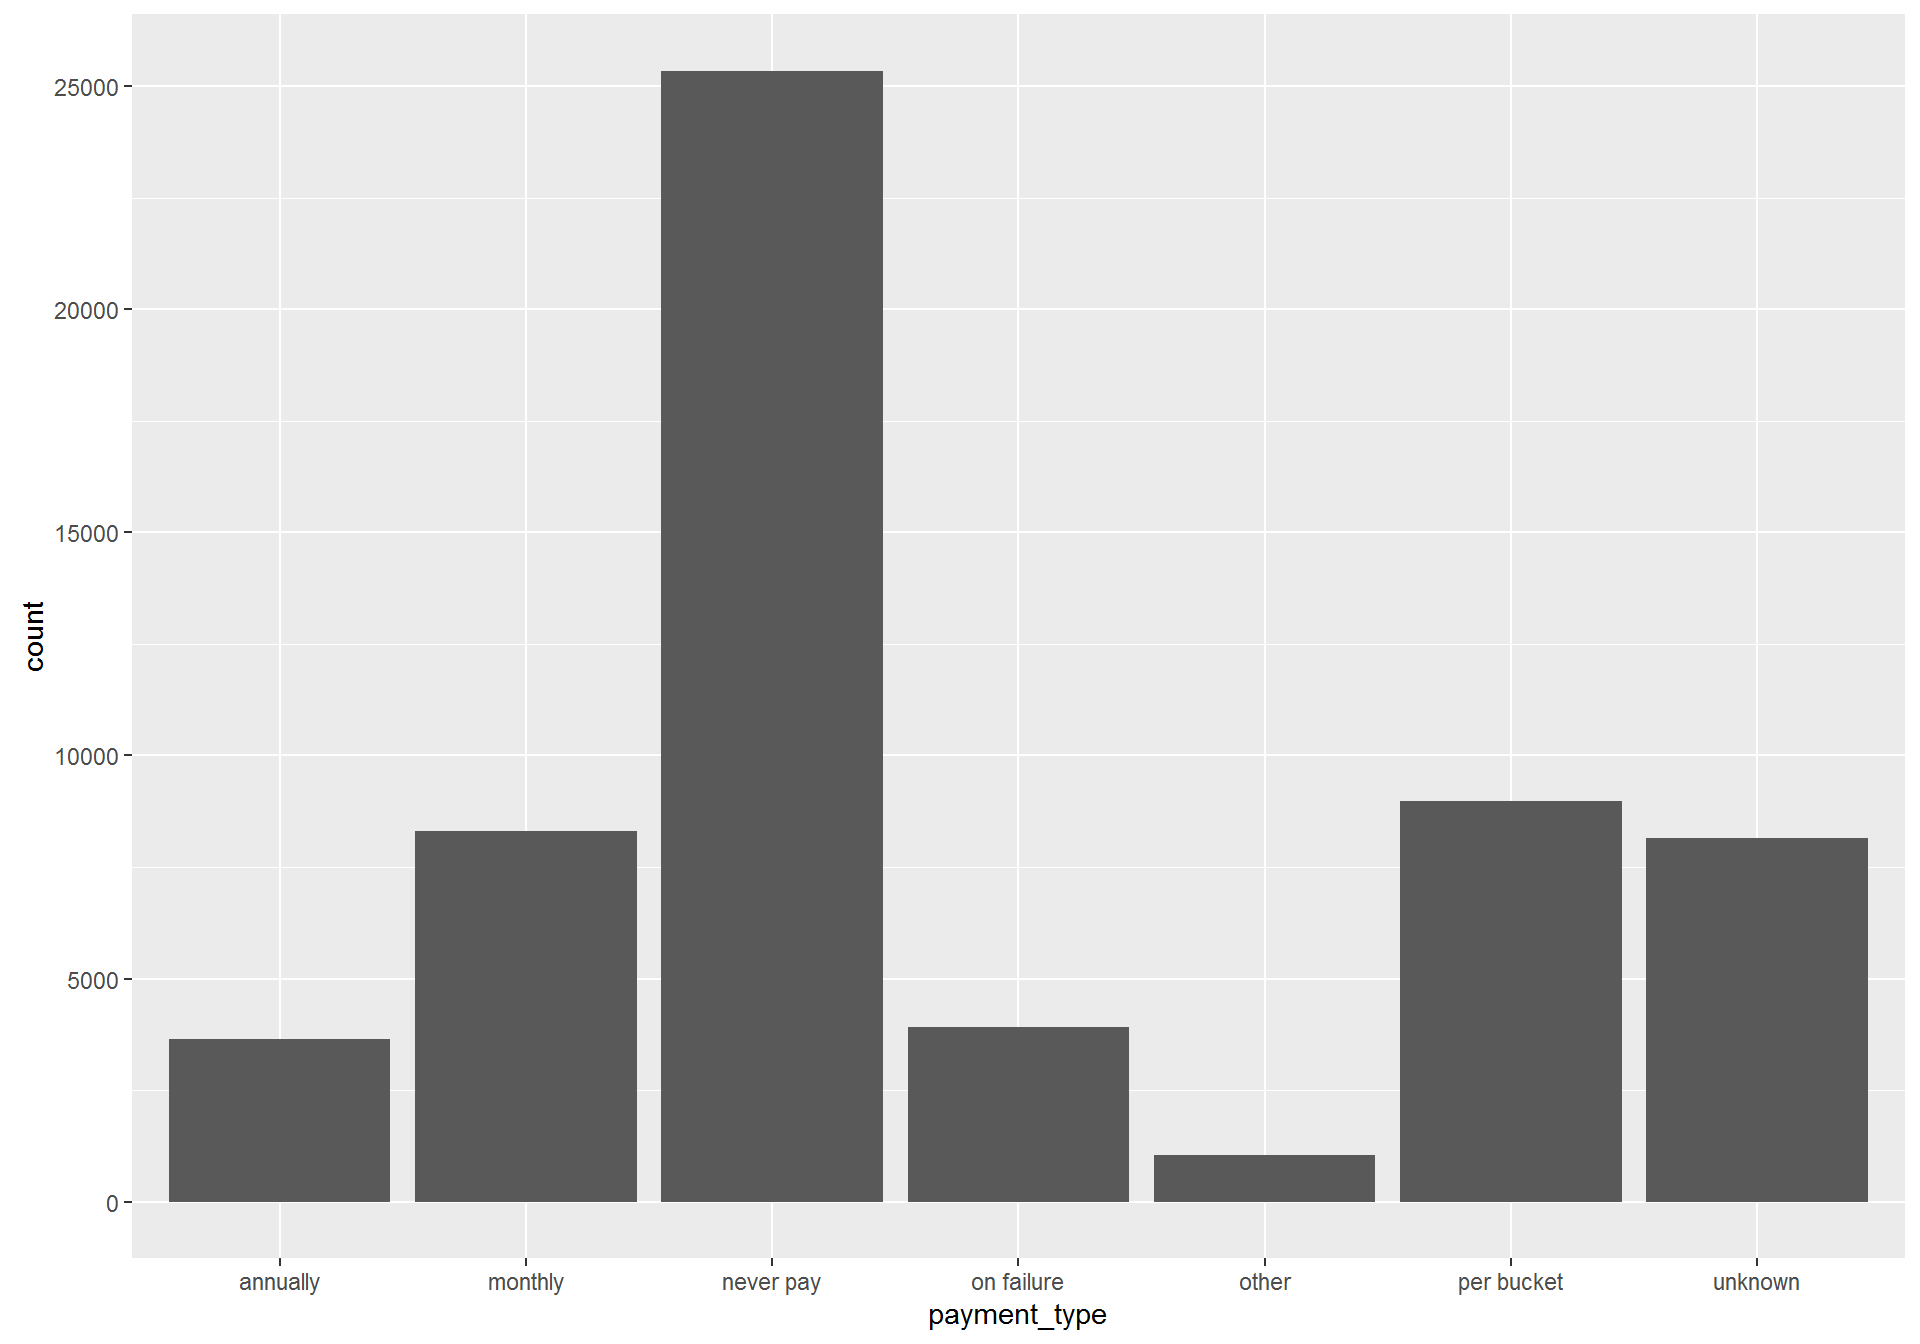 25000
20000
15000
10000
5000
0
count
annually monthly never pay on failure other per bucket unknown
payment_type